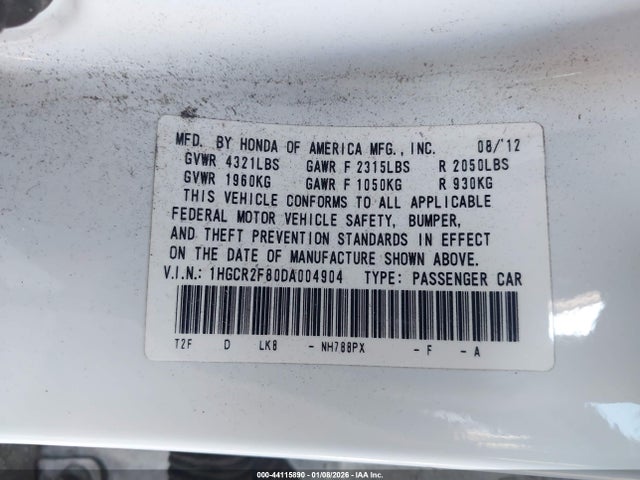 MFD. BY HONDA OF AMERICA MFG., INC. 08/'12
GVWR 4321LBS GAWR F 2315LBS R 2050LBS
GVWR 1960KG GAWR F 1050KG R 930KG
THIS VEHICLE CONFORMS TO ALL APPLICABLE
FEDERAL MOTOR VEHICLE SAFETY, BUMPER,
AND THEFT PREVENTION STANDARDS IN EFFECT
ON THE DATE OF MANUFACTURE SHOWN ABOVE.
V.I.N.: 1HGCR2F80DA004904 TYPE: PASSENGER CAR
T2F D LK8 - NH788PX - F - A
000-44115890 - 01/08/2026 - IAA Inc.